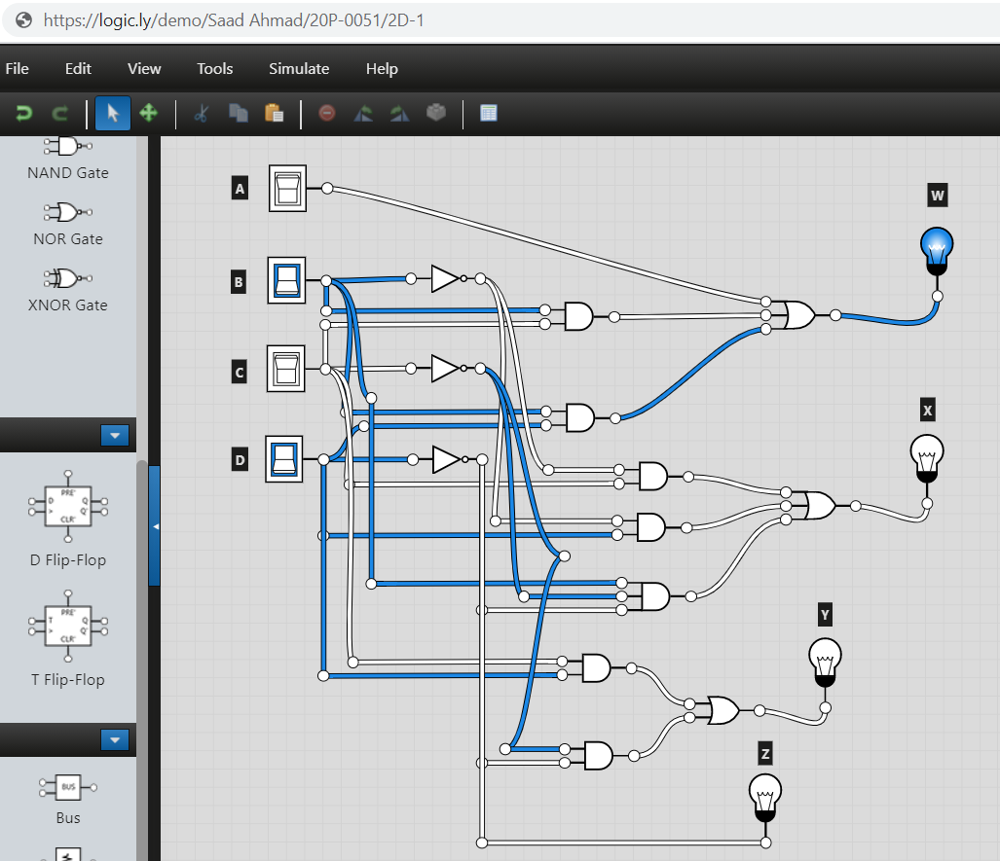 https://logic.ly/demo/Saad Ahmad/20P-0051/2D-1
File Edit View Tools Simulate Help
NAND Gate
NOR Gate
XNOR Gate
A
B
C
D
W
X
Y
Z
PRE'
D Q
> Q'
CLR'
D Flip-Flop
PRE'
T Q
> Q'
CLR'
T Flip-Flop
BUS
Bus